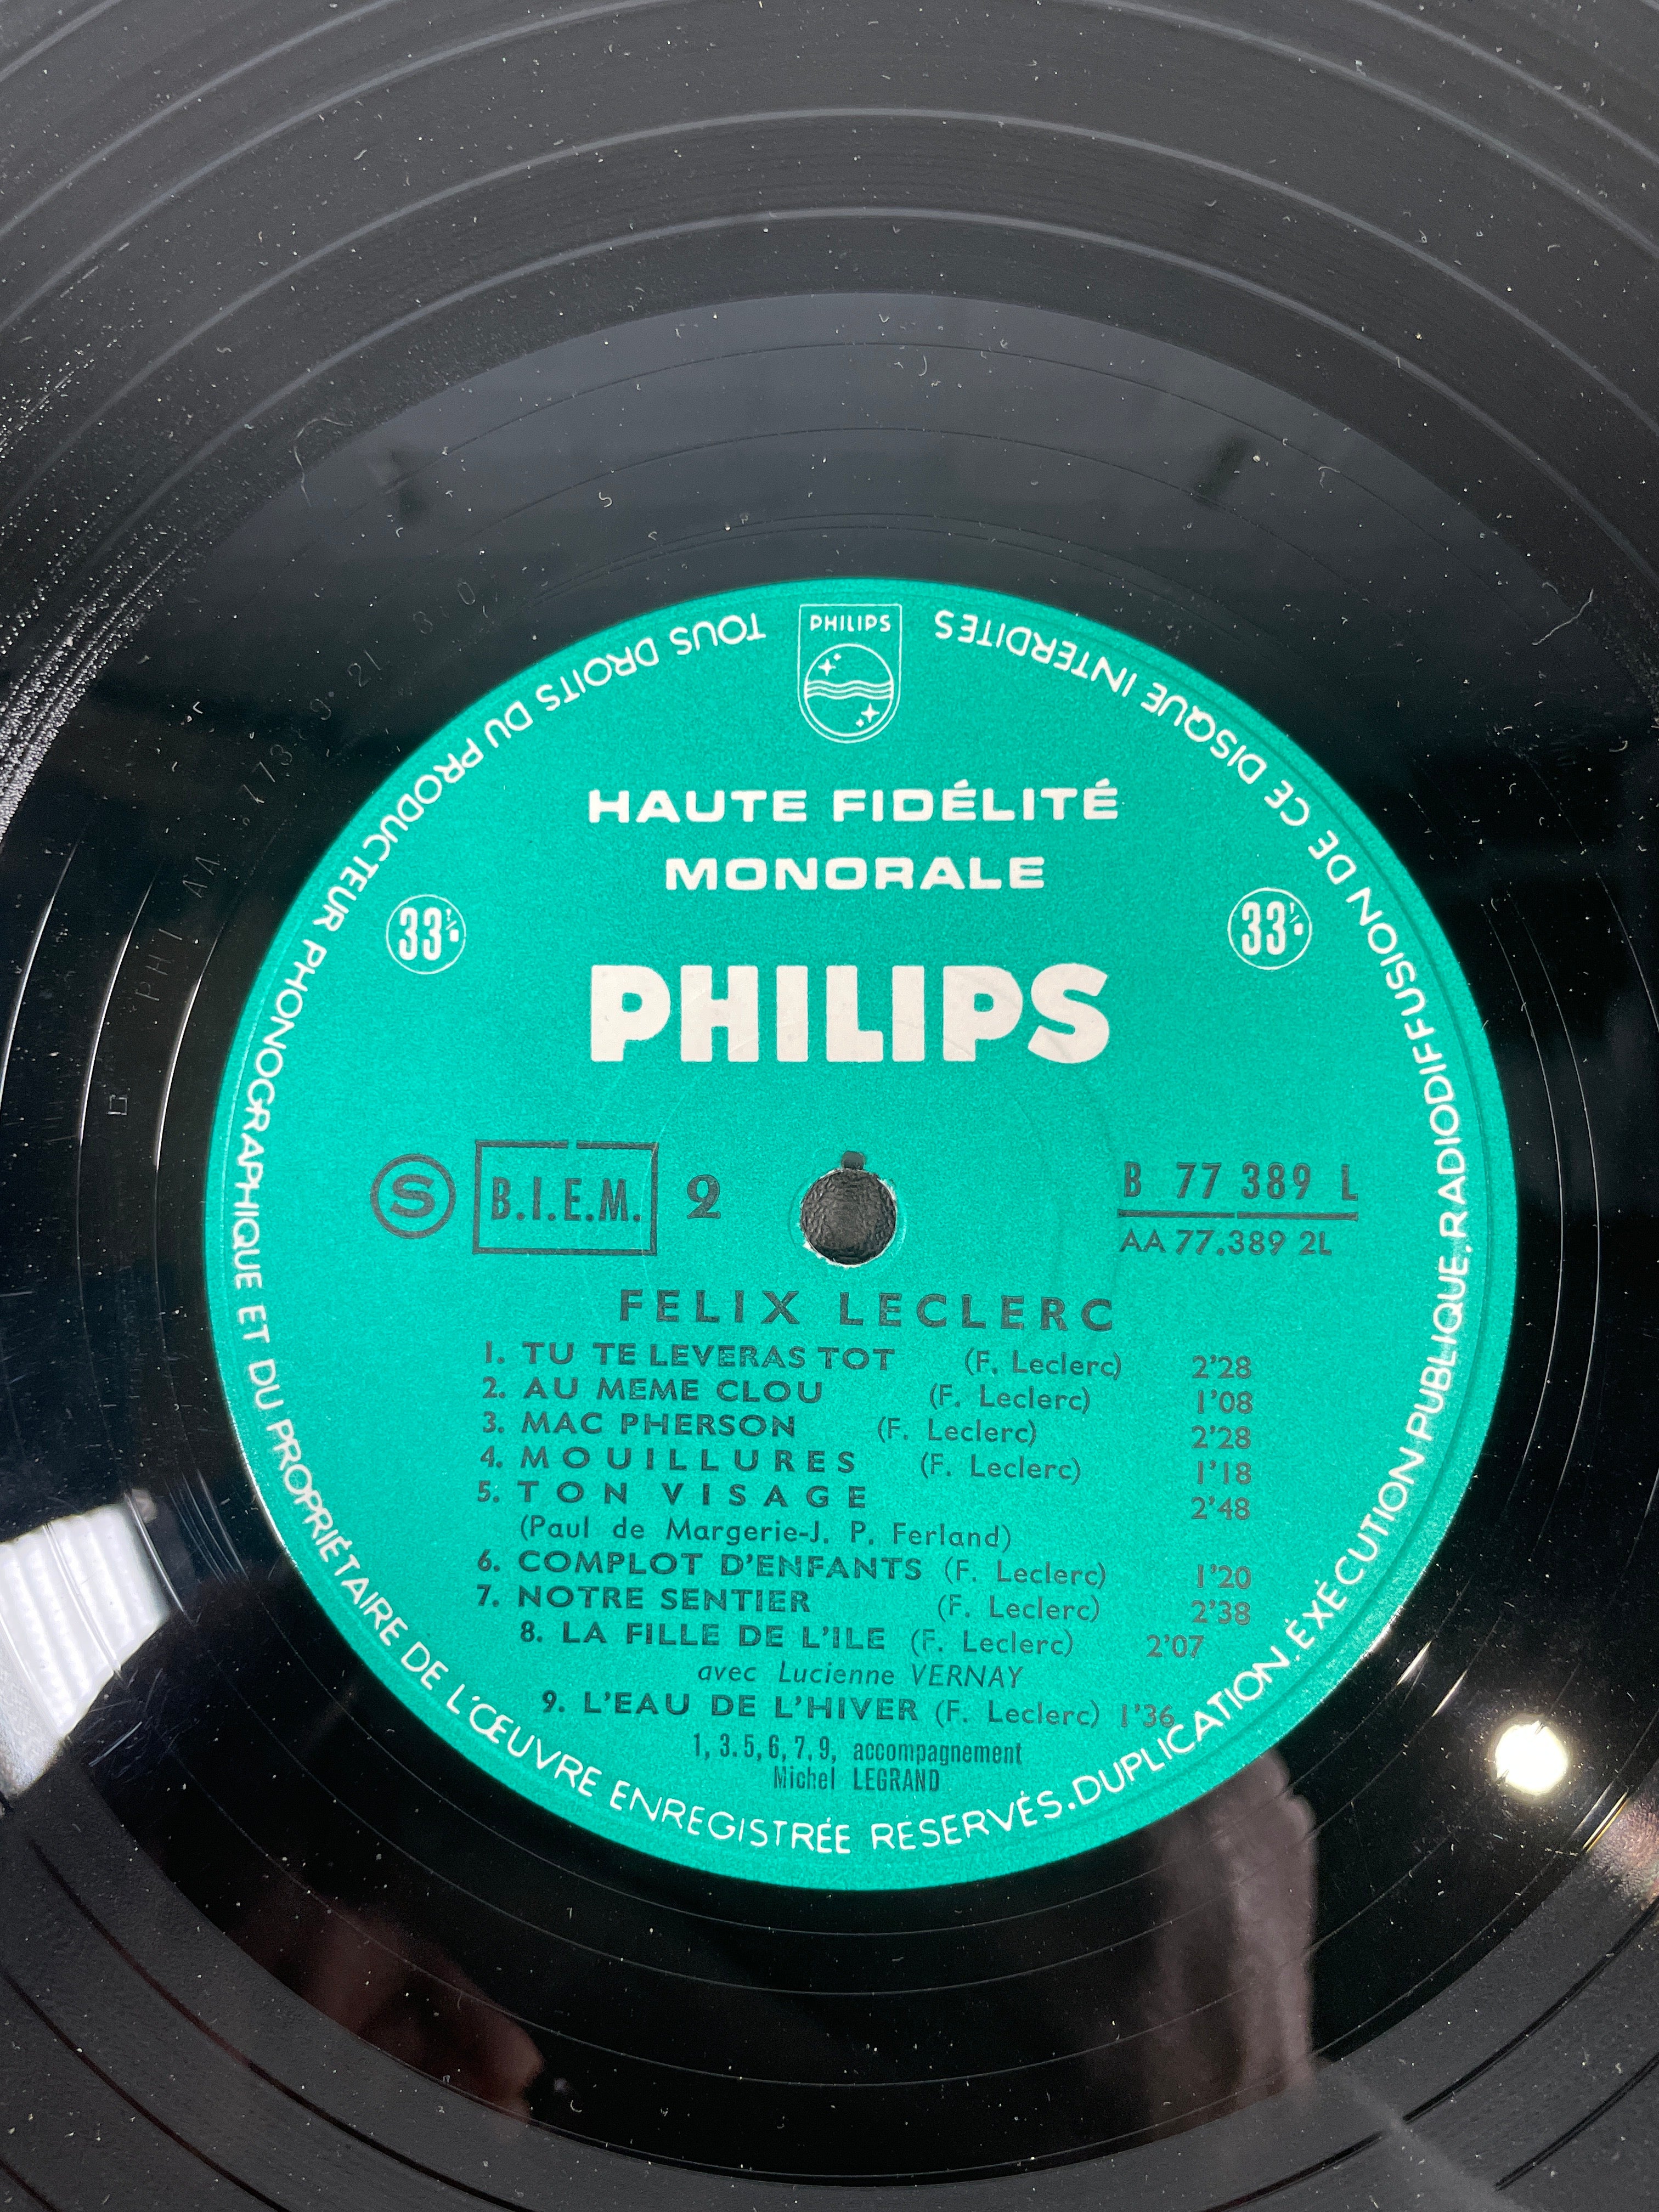 PHILIPS
HAUTE FIDÉLITÉ
MONORALE
33⅓ 33⅓
PHILIPS
S B.I.E.M. 2
B 77 389 L
AA 77.389 2L
FELIX LECLERC
1. TU TE LEVERAS TOT (F. Leclerc) 2'28
2. AU MEME CLOU (F. Leclerc) 1'08
3. MAC PHERSON (F. Leclerc) 2'28
4. MOUILLURES (F. Leclerc) 1'18
5. TON VISAGE 2'48
(Paul de Margerie-J. P. Ferland)
6. COMPLOT D'ENFANTS (F. Leclerc) 1'20
7. NOTRE SENTIER (F. Leclerc) 2'38
8. LA FILLE DE L'ILE (F. Leclerc) 2'07
avec Lucienne VERNAY
9. L'EAU DE L'HIVER (F. Leclerc) 1'36
1, 3. 5, 6, 7. 9, accompagnement
Michel LEGRAND
TOUS DROITS DU PRODUCTEUR PHONOGRAPHIQUE ET DU PROPRIÉTAIRE DE L'ŒUVRE ENREGISTRÉE RÉSERVÉS. DUPLICATION. ÉXÉCUTION PUBLIQUE. RADIODIFFUSION DE CE DISQUE INTERDITES